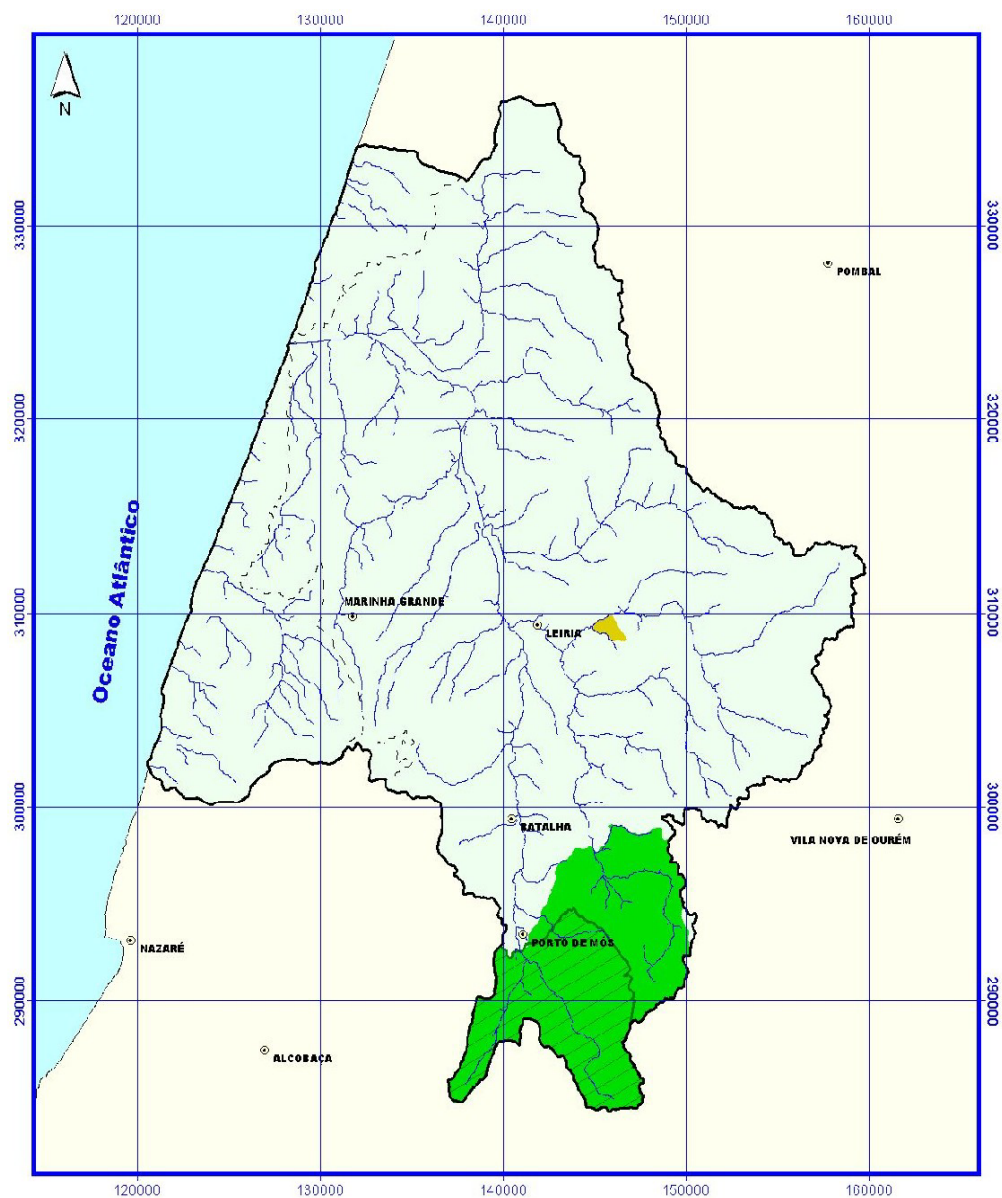 120000 130000 140000 150000 160000
N
330000 330000
POMBAL
320000 320000
Oceano Atlântico
MARINHA GRANDE
310000 310000
LEIRIA
300000 300000
BATALHA
VILA NOVA DE OURÉM
PORTO DE MÓS
NAZARÉ
290000 290000
ALCOBAÇA
120000 130000 140000 150000 160000